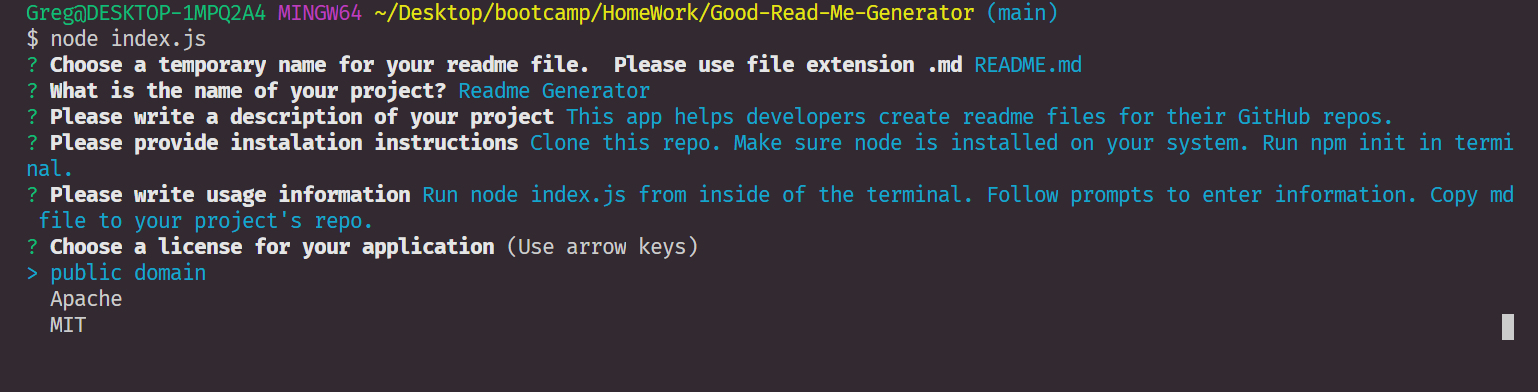 Greg@DESKTOP-1MPQ2A4 MINGW64 ~/Desktop/bootcamp/HomeWork/Good-Read-Me-Generator (main)
$ node index.js
? Choose a temporary name for your readme file.  Please use file extension .md README.md
? What is the name of your project? Readme Generator
? Please write a description of your project This app helps developers create readme files for their GitHub repos.
? Please provide instalation instructions Clone this repo. Make sure node is installed on your system. Run npm init in termi
nal.
? Please write usage information Run node index.js from inside of the terminal. Follow prompts to enter information. Copy md
 file to your project's repo.
? Choose a license for your application (Use arrow keys)
> public domain
  Apache
  MIT